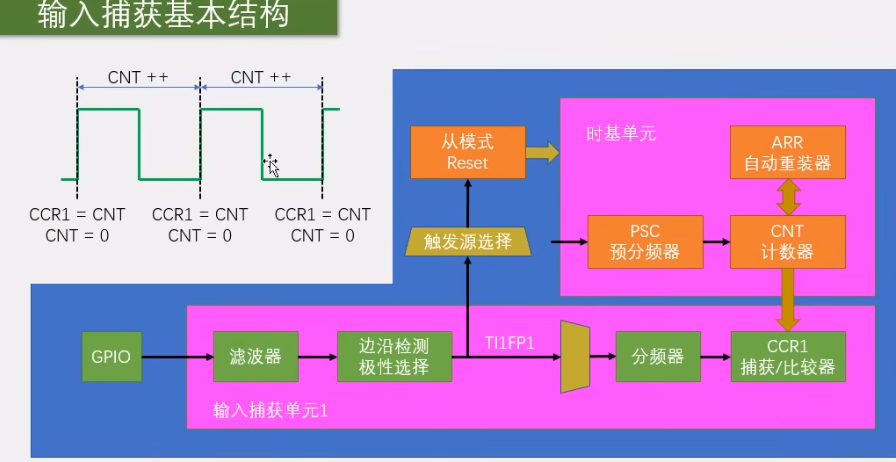 输入捕获基本结构
CNT ++
CNT ++
CCR1 = CNT
CNT = 0
CCR1 = CNT
CNT = 0
CCR1 = CNT
CNT = 0
从模式
Reset
时基单元
ARR
自动重装器
触发源选择
PSC
预分频器
CNT
计数器
GPIO
滤波器
边沿检测
极性选择
TI1FP1
分频器
CCR1
捕获/比较器
输入捕获单元1